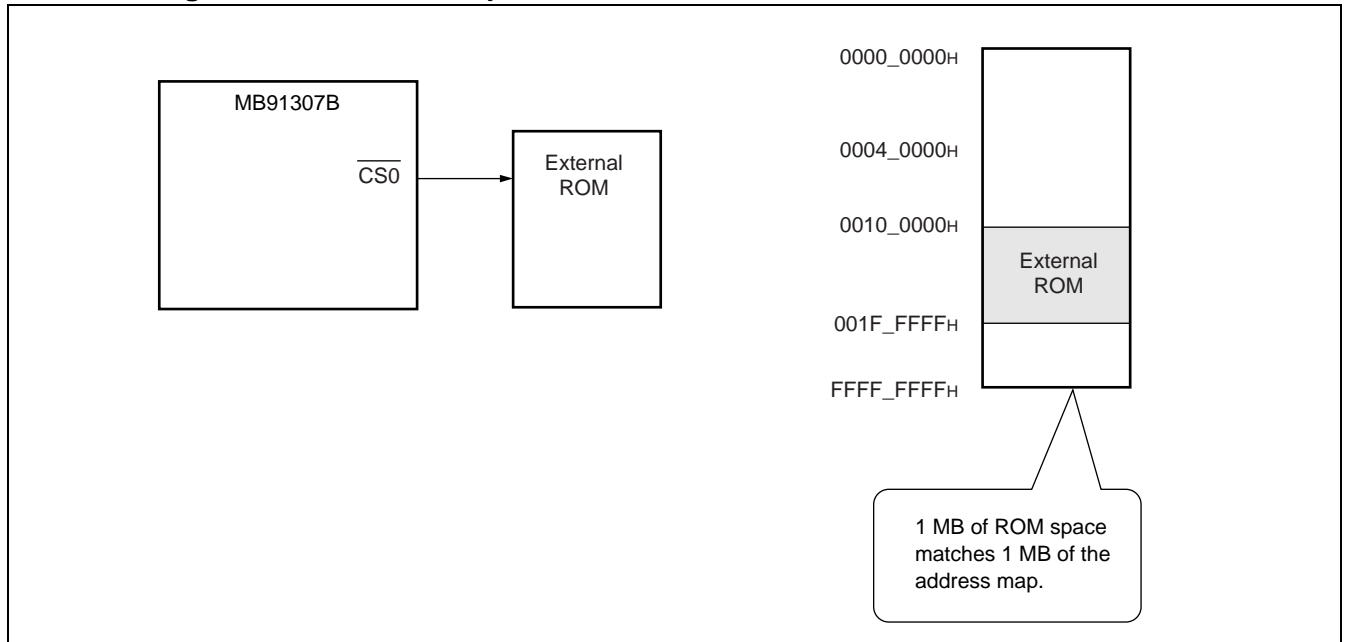 MB91307B
CS0
External
ROM
0000_0000H
0004_0000H
0010_0000H
External
ROM
001F_FFFFH
FFFF_FFFFH
1 MB of ROM space
matches 1 MB of the
address map.